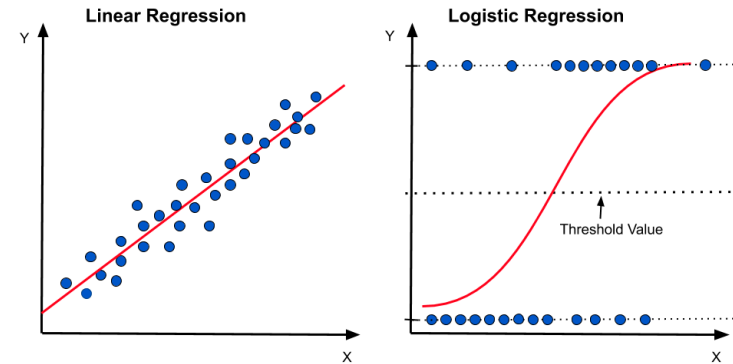 Linear Regression
Y
X
Logistic Regression
Y
Threshold Value
X